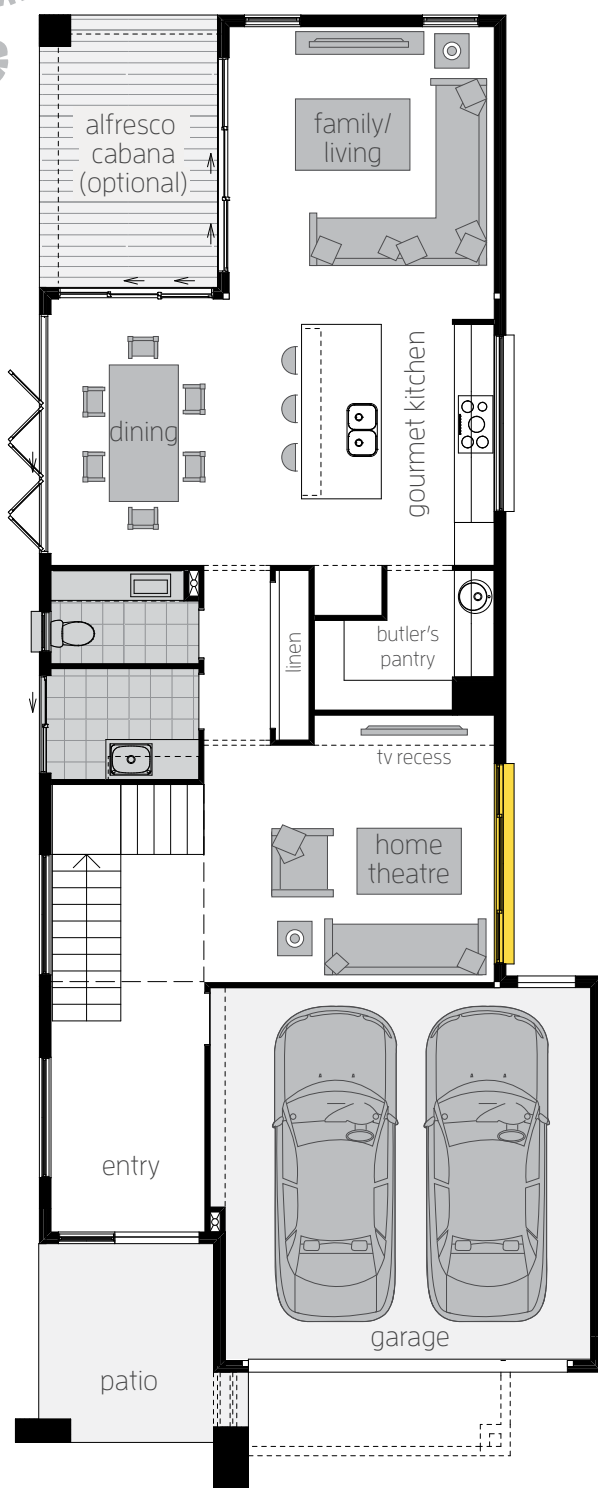 alfresco
cabana
(optional)
family/
living
gourmet kitchen
dining
linen
butler's
pantry
tv recess
home
theatre
entry
garage
patio